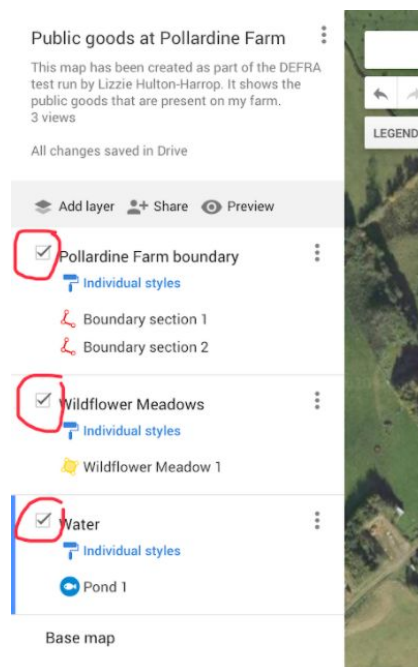 Public goods at Pollardine Farm
This map has been created as part of the DEFRA
test run by Lizzie Hulton-Harrop. It shows the
public goods that are present on my farm.
3 views
All changes saved in Drive
LEGEND
Add layer Share Preview
Pollardine Farm boundary
Individual styles
Boundary section 1
Boundary section 2
Wildflower Meadows
Individual styles
Wildflower Meadow 1
Water
Individual styles
Pond 1
Base map